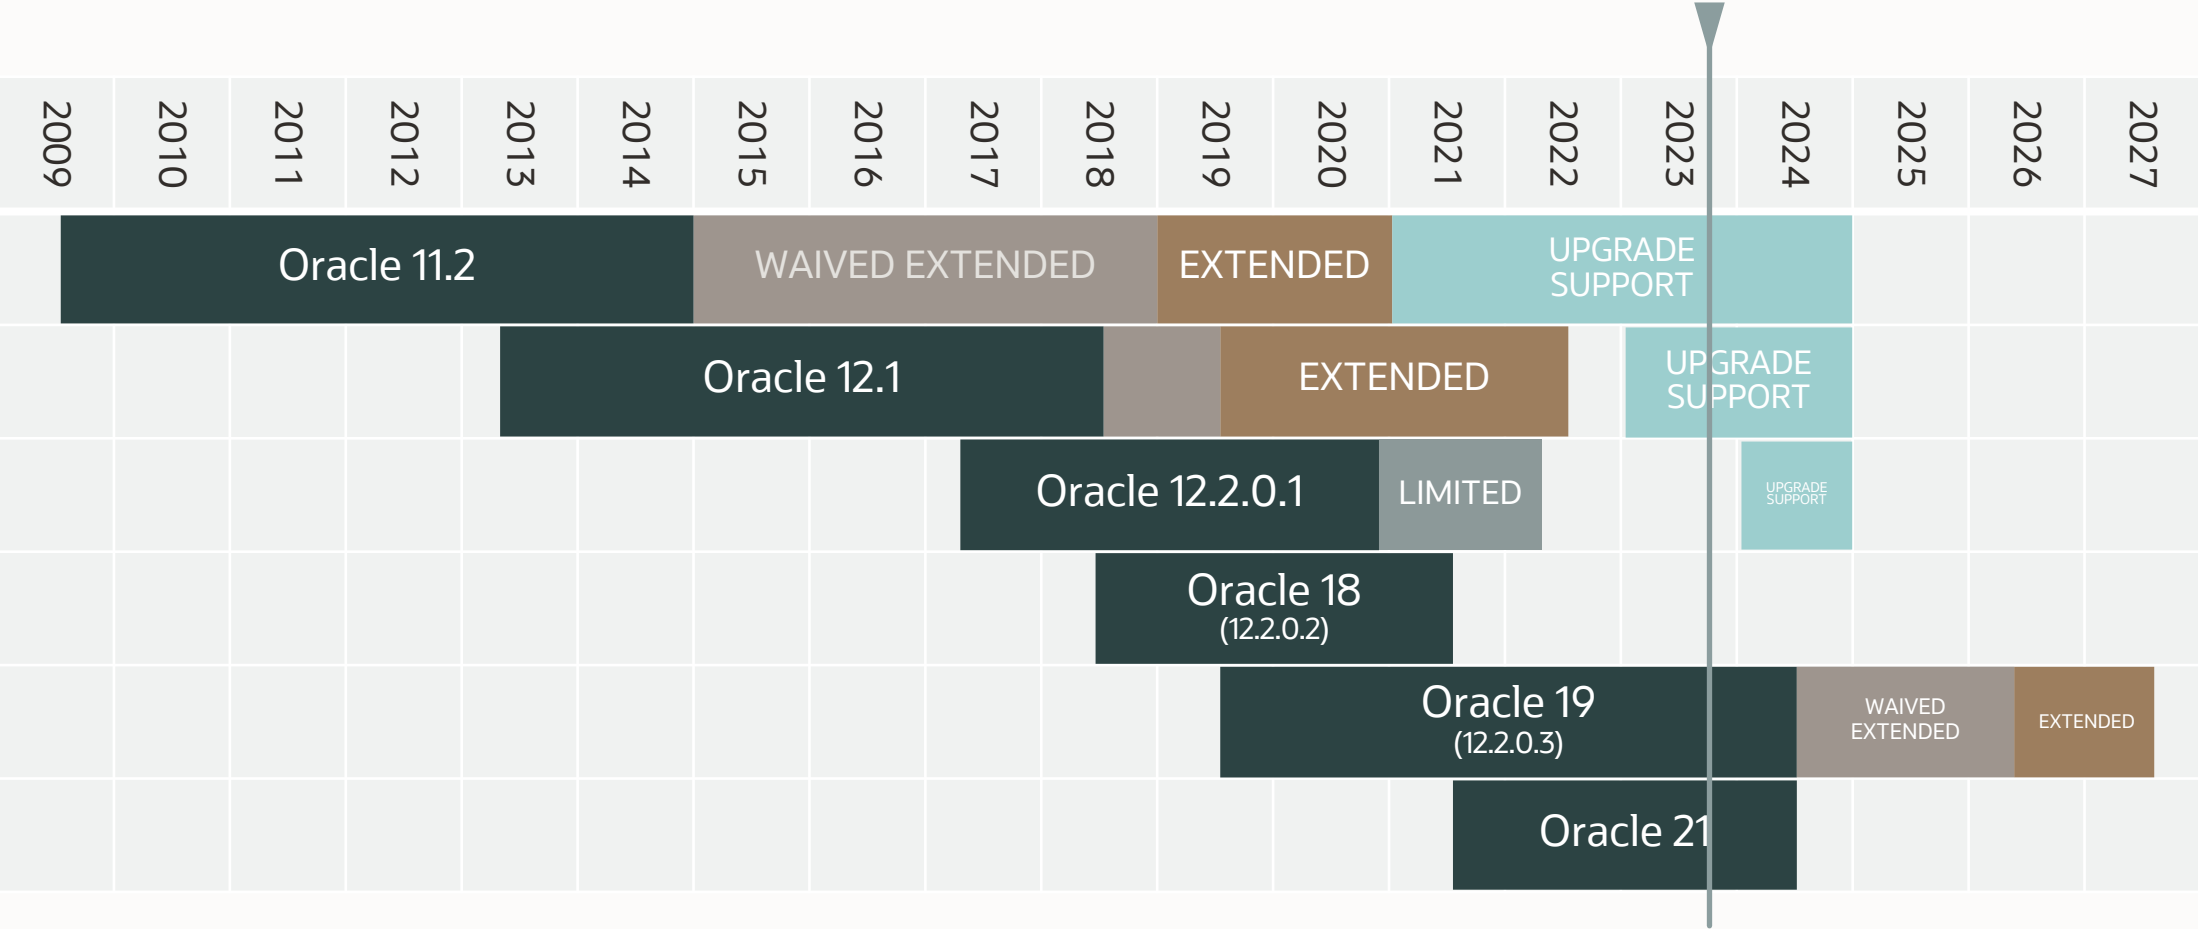 2009
2010
2011
2012
2013
2014
2015
2016
2017
2018
2019
2020
2021
2022
2023
2024
2025
2026
2027
Oracle 11.2
WAIVED EXTENDED
EXTENDED
UPGRADE
SUPPORT
Oracle 12.1
EXTENDED
UPGRADE
SUPPORT
Oracle 12.2.0.1
LIMITED
UPGRADE
SUPPORT
Oracle 18
(12.2.0.2)
Oracle 19
(12.2.0.3)
WAIVED
EXTENDED
EXTENDED
Oracle 21